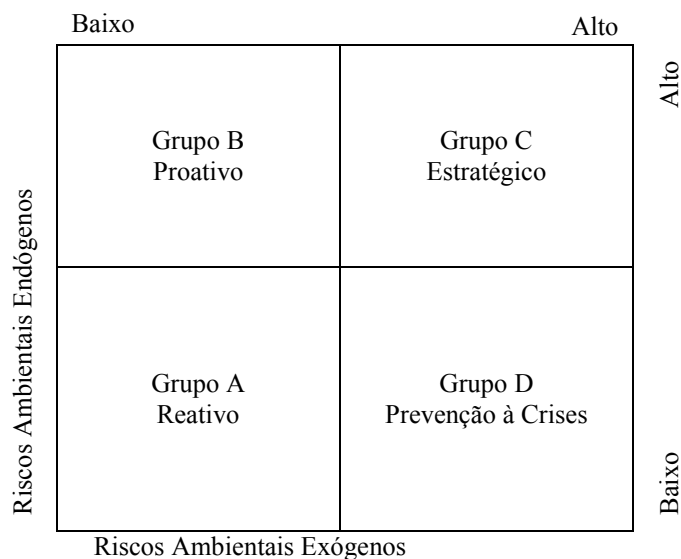 Baixo
Alto
Alto
Grupo B
Proativo
Grupo C
Estratégico
Riscos Ambientais Endógenos
Grupo A
Reativo
Grupo D
Prevenção à Crises
Baixo
Riscos Ambientais Exógenos